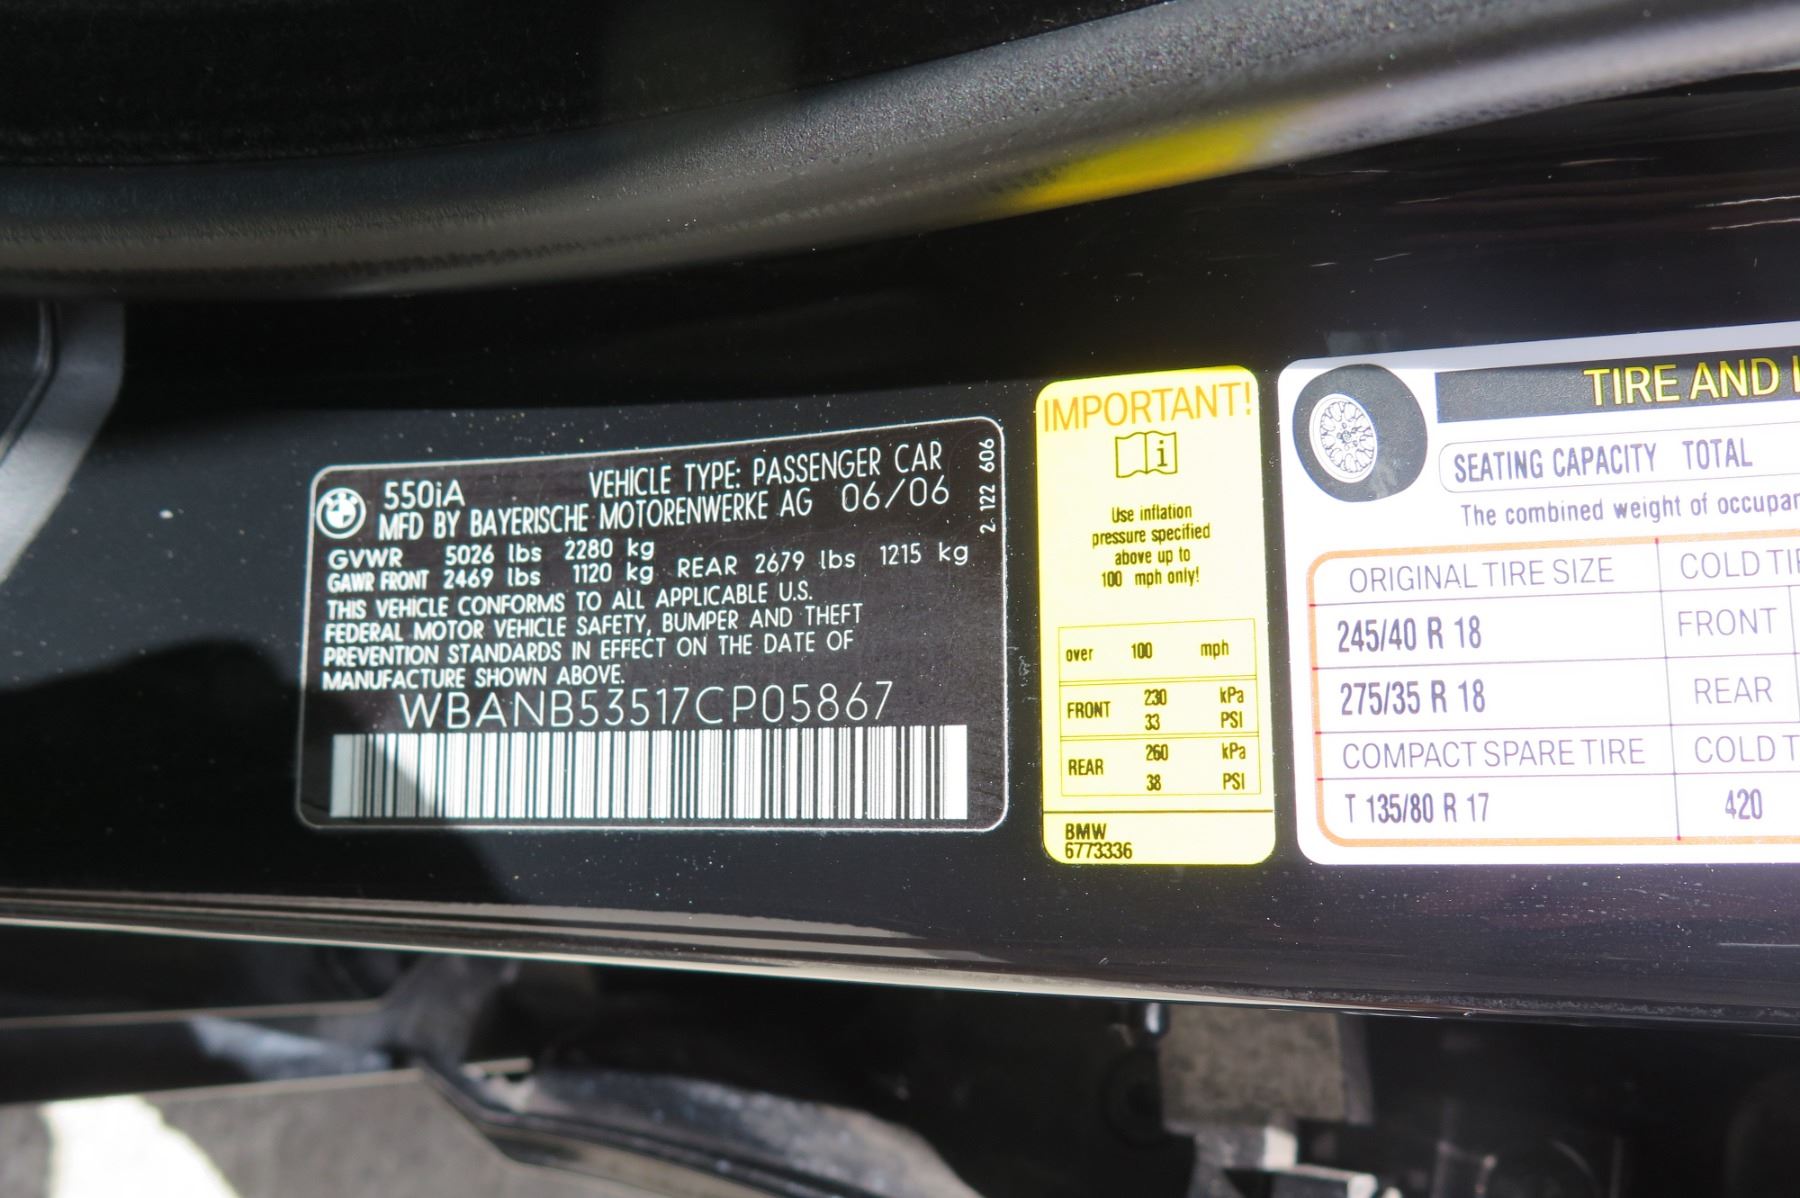 550iA VEHICLE TYPE: PASSENGER CAR
MFD BY BAYERISCHE MOTORENWERKE AG 06/06
GVWR 5026 lbs 2280 kg
GAWR FRONT 2469 lbs 1120 kg REAR 2679 lbs 1215 kg
THIS VEHICLE CONFORMS TO ALL APPLICABLE U.S.
FEDERAL MOTOR VEHICLE SAFETY, BUMPER AND THEFT
PREVENTION STANDARDS IN EFFECT ON THE DATE OF
MANUFACTURE SHOWN ABOVE.
WBANB53517CP05867
2 122 606
IMPORTANT!
i
Use inflation
pressure specified
above up to
100 mph only!
over 100 mph
FRONT 230 kPa
33 PSI
REAR 260 kPa
38 PSI
BMW
6773336
TIRE AND
SEATING CAPACITY TOTAL
The combined weight of
ORIGINAL TIRE SIZE COLD
245/40 R 18 FRONT
275/35 R 18 REAR
COMPACT SPARE TIRE COLD
T 135/80 R 17 420